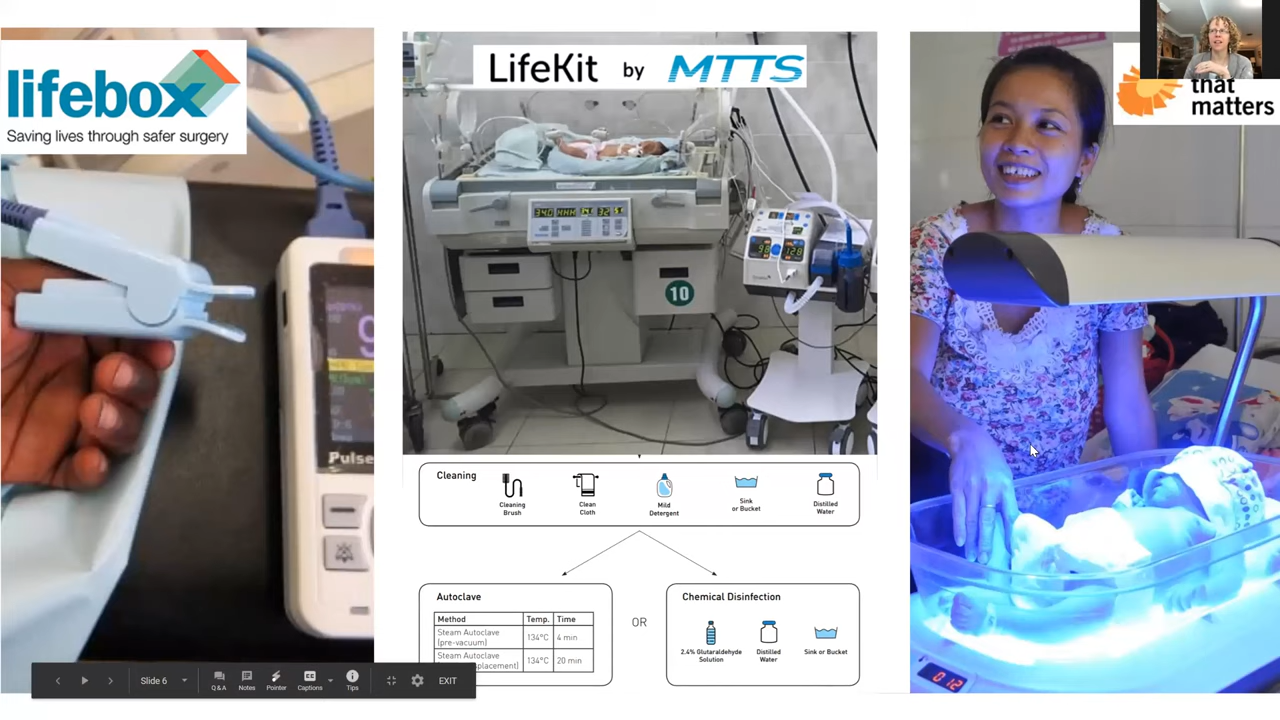 lifebox
Saving lives through safer surgery
Pulse
LifeKit by MTTS
10
Cleaning
Cleaning
Brush
Clean
Cloth
Mild
Detergent
Sink
or Bucket
Distilled
Water
Autoclave
Method Temp. Time
Steam Autoclave
(pre-vacuum)
134°C 4 min
Steam Autoclave
134°C 20 min
OR
Chemical Disinfection
2.4% Glutaraldehyde
Solution
Distilled
Water
Sink or Bucket
that
matters
012
Slide 6
Q & A
Notes
Pointer
Captions
Tips
EXIT